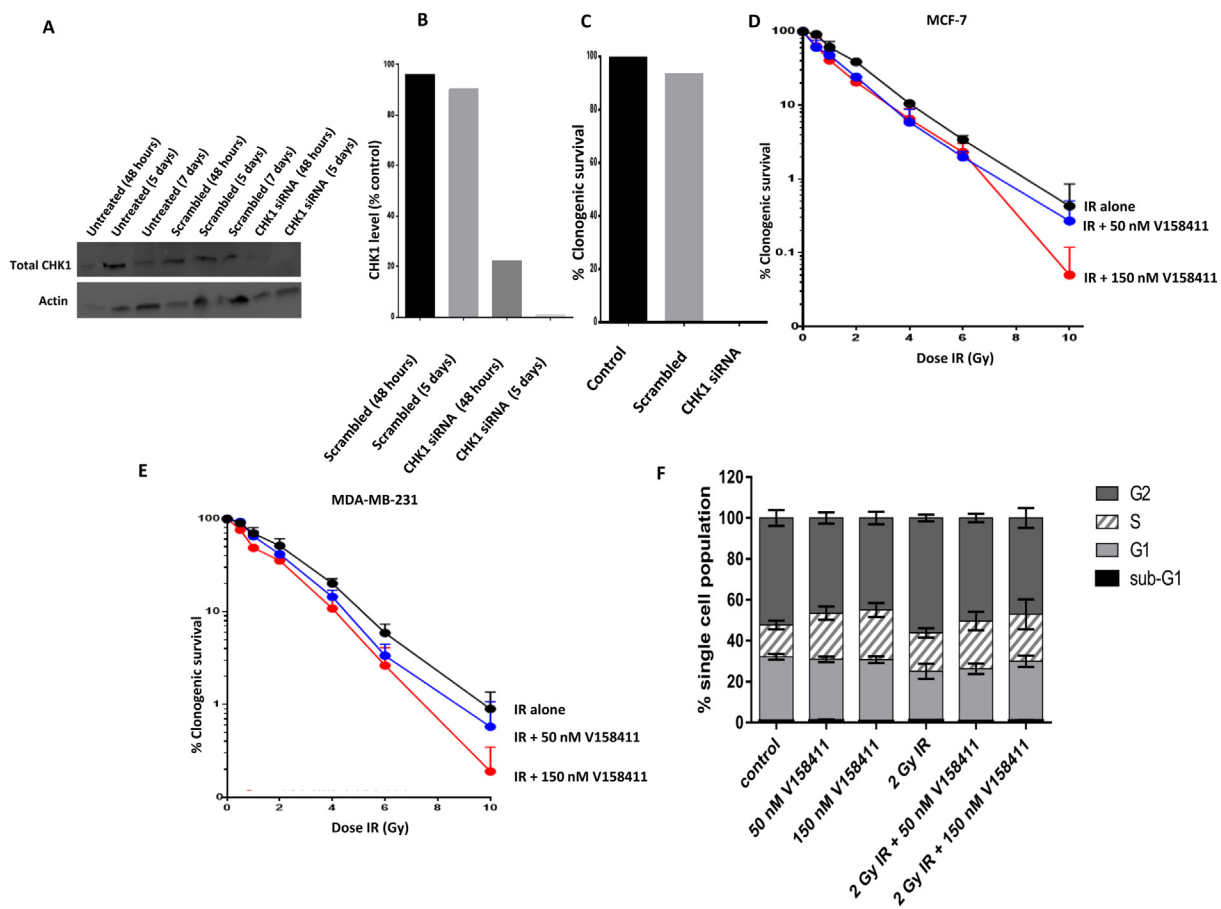 A
Untreated (48 hours)
Untreated (5 days)
Untreated (7 days)
Scrambled (48 hours)
Scrambled (5 days)
Scrambled (7 days)
CHK1 siRNA (48 hours)
CHK1 siRNA (5 days)
Total CHK1
Actin
B
CHK1 level (% control)
100
80
60
40
20
0
Scrambled (48 hours)
Scrambled (5 days)
CHK1 siRNA (48 hours)
CHK1 siRNA (5 days)
C
% Clonogenic survival
100
80
60
40
20
0
Control
Scrambled
CHK1 siRNA
D
MCF-7
% Clonogenic survival
100
10
1
0.1
0
0
2
4
6
8
10
Dose IR (Gy)
IR alone
IR + 50 nM V158411
IR + 150 nM V158411
E
MDA-MB-231
% Clonogenic survival
100
10
1
0
0
2
4
6
8
10
Dose IR (Gy)
IR alone
IR + 50 nM V158411
IR + 150 nM V158411
F
% single cell population
120
100
80
60
40
20
0
control
50 nM V158411
150 nM V158411
2 Gy IR
2 Gy IR + 50 nM V158411
2 Gy IR + 150 nM V158411
G2
S
G1
sub-G1